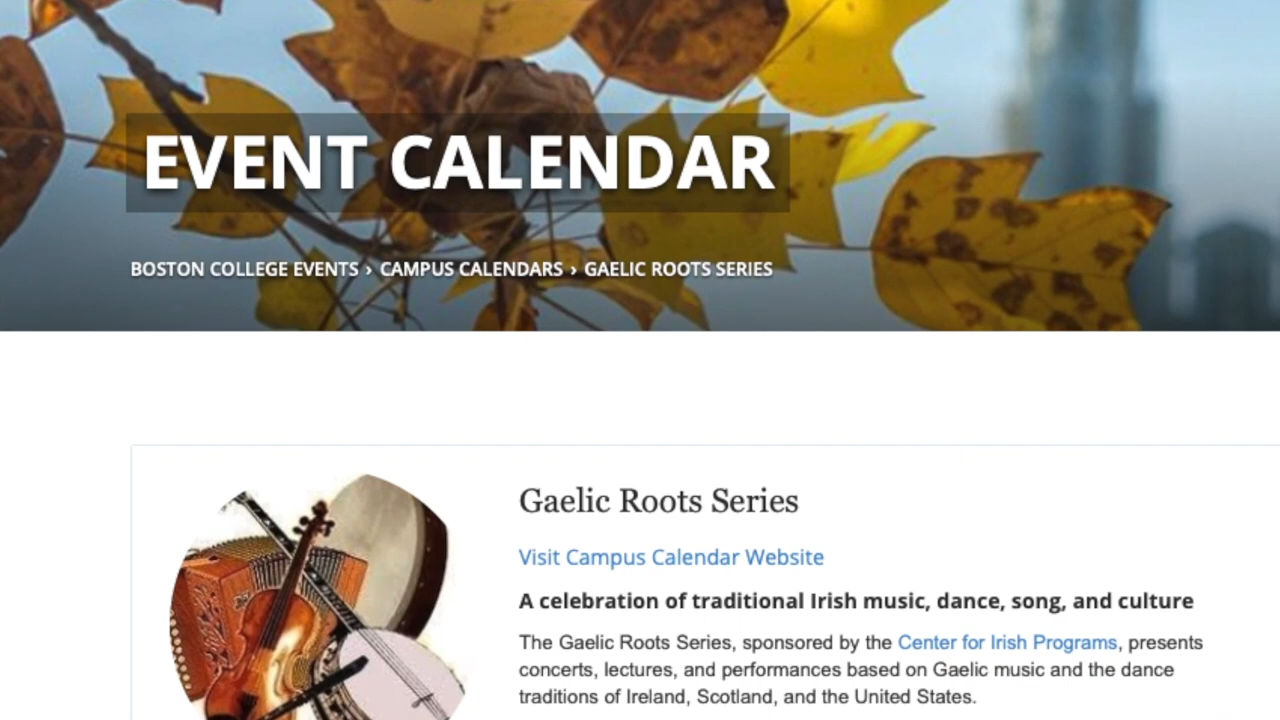 EVENT CALENDAR
BOSTON COLLEGE EVENTS › CAMPUS CALENDARS › GAELIC ROOTS SERIES
Gaelic Roots Series
Visit Campus Calendar Website
A celebration of traditional Irish music, dance, song, and culture
The Gaelic Roots Series, sponsored by the Center for Irish Programs, presents
concerts, lectures, and performances based on Gaelic music and the dance
traditions of Ireland, Scotland, and the United States.